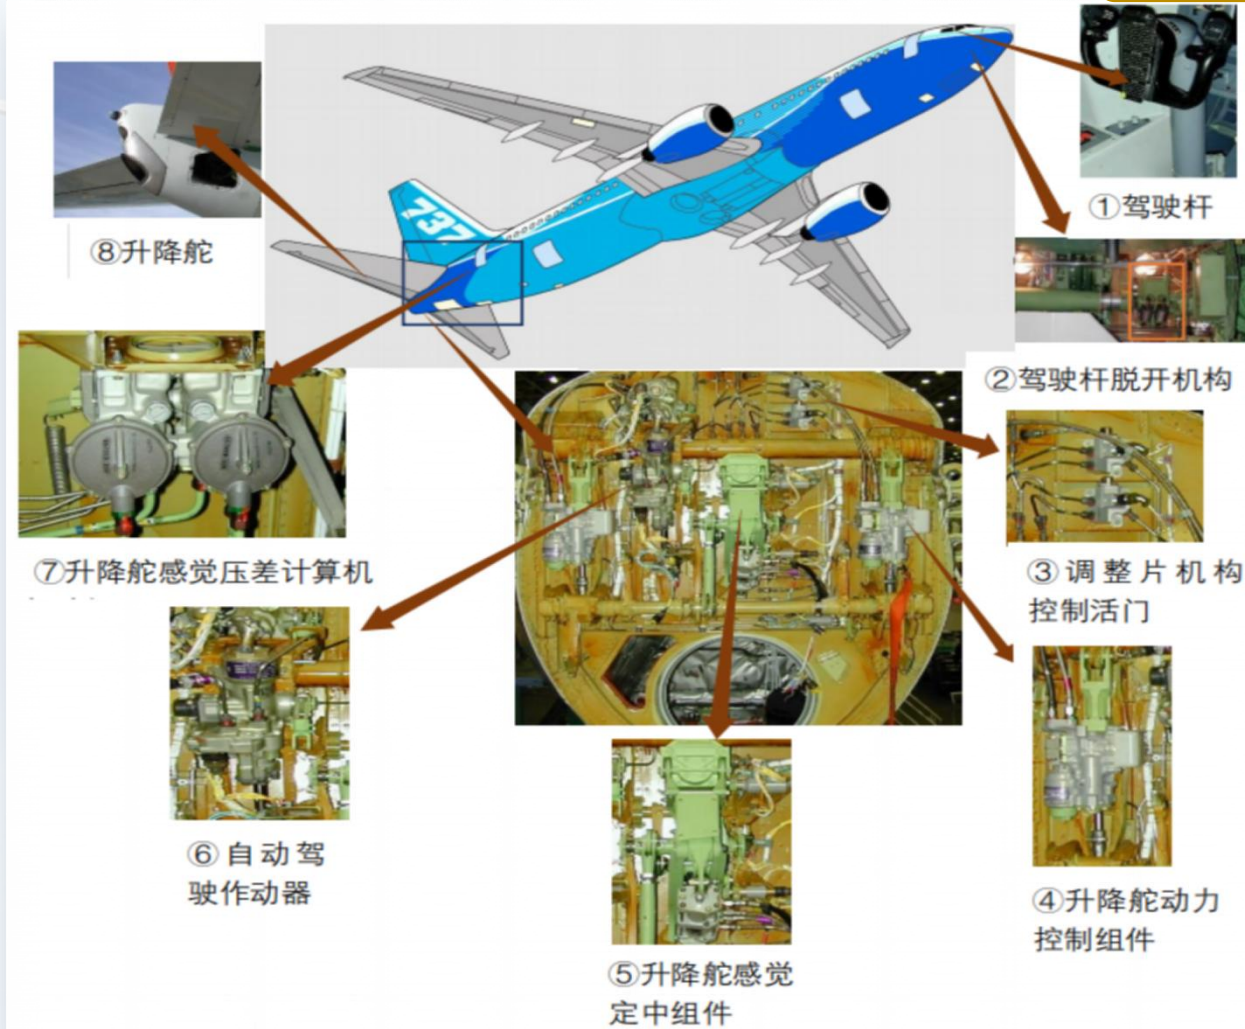 737
①驾驶杆
⑧升降舵
②驾驶杆脱开机构
③调整片机构
控制活门
⑦升降舵感觉压差计算机
⑥自动驾
驶作动器
④升降舵动力
控制组件
⑤升降舵感觉
定中组件